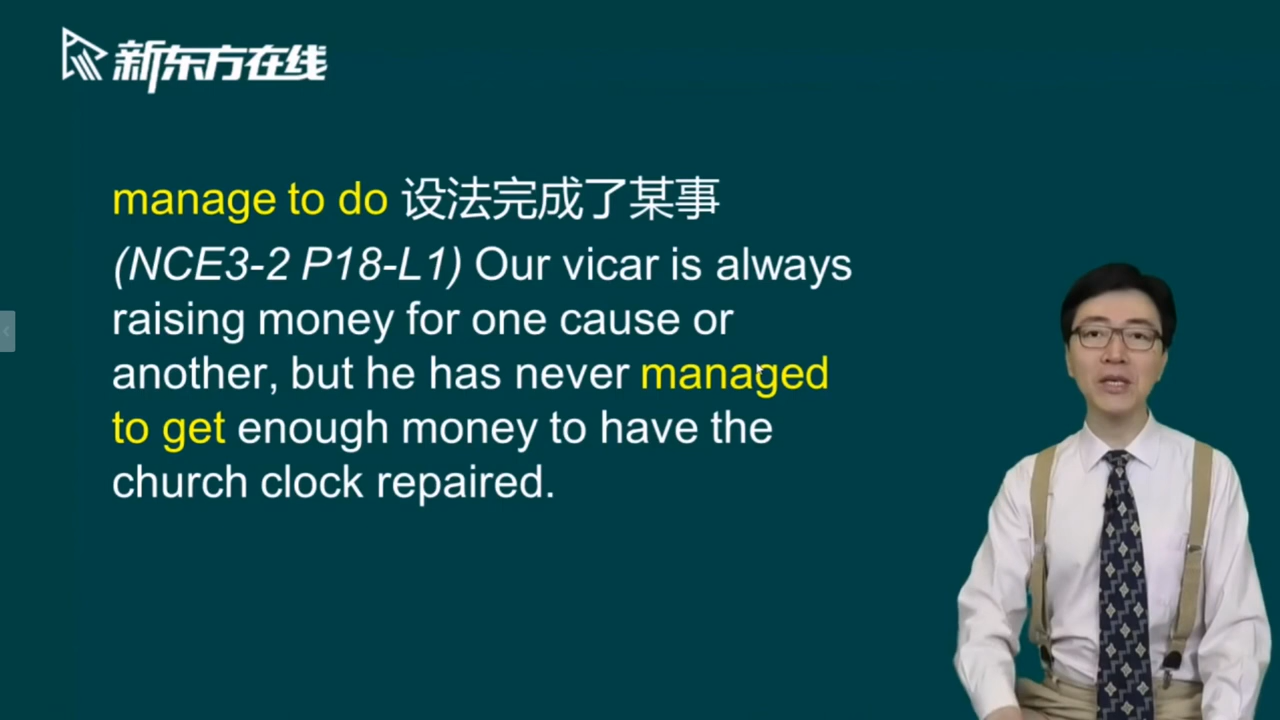 新东方在线
manage to do 设法完成了某事
(NCE3-2 P18-L1) Our vicar is always
raising money for one cause or
another, but he has never managed
to get enough money to have the
church clock repaired.